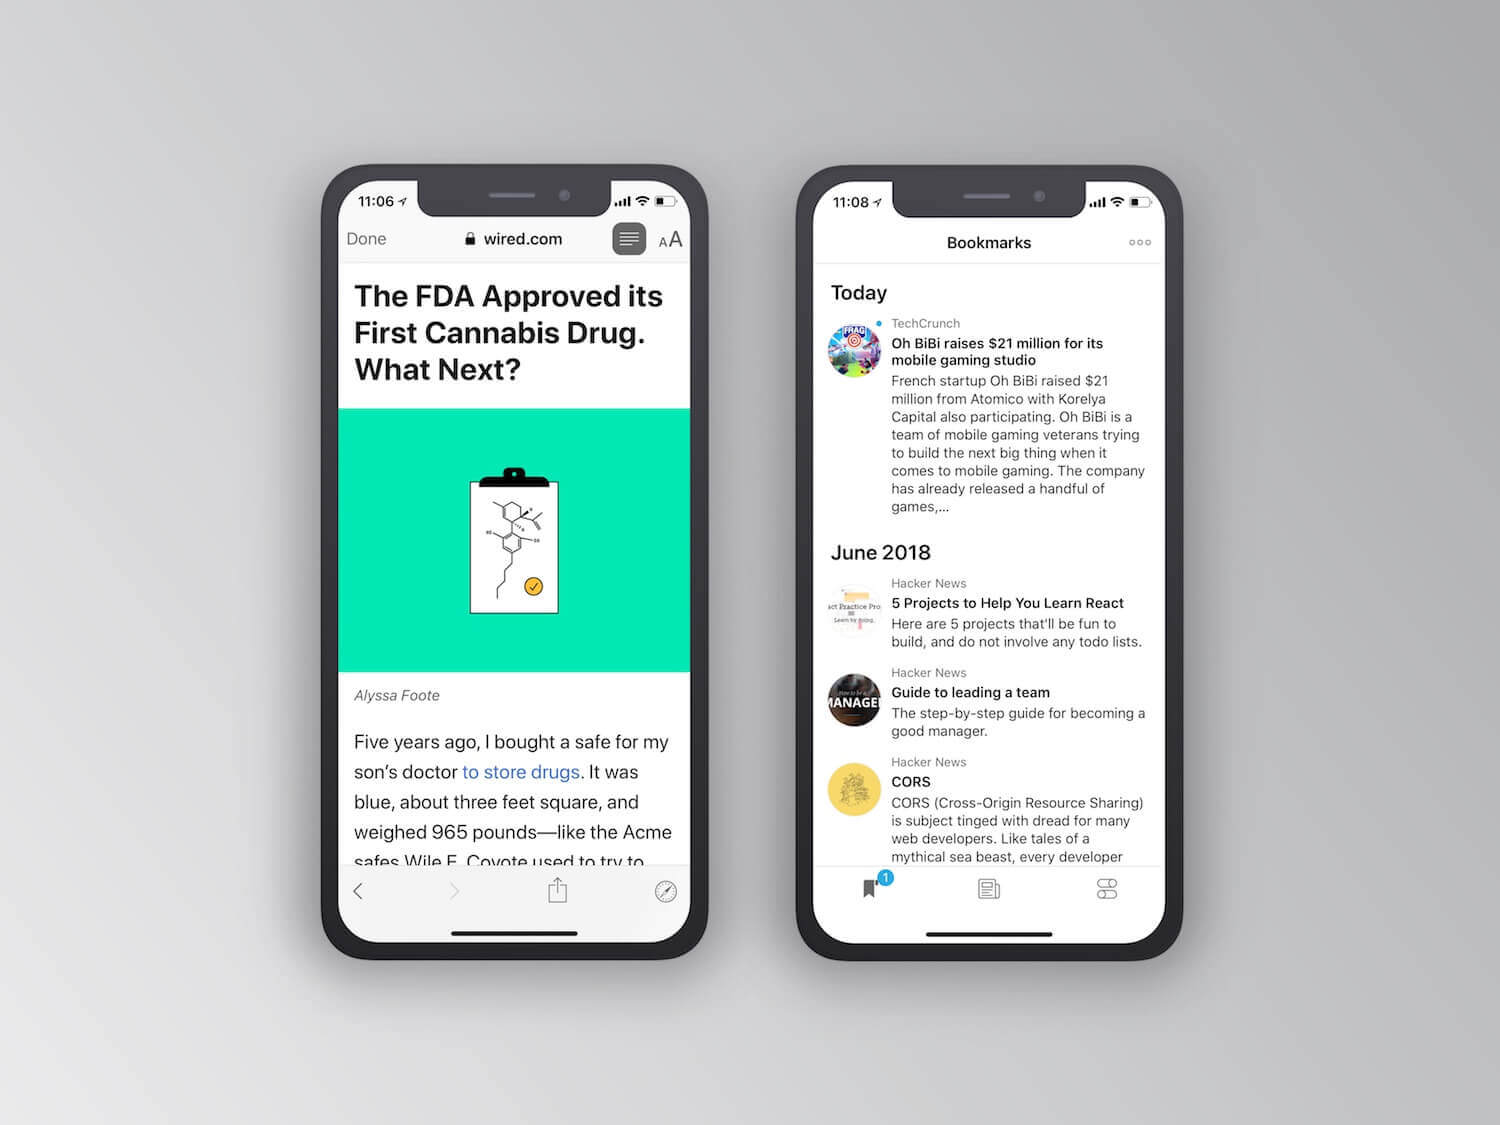 11:06
Done
wired.com
AA
The FDA Approved its
First Cannabis Drug.
What Next?
Alyssa Foote
Five years ago, I bought a safe for my
son’s doctor to store drugs. It was
blue, about three feet square, and
weighed 965 pounds—like the Acme
safes Wile E. Coyote used to try to
11:08
Bookmarks
Today
FRAG
TechCrunch
Oh BiBi raises $21 million for its
mobile gaming studio
French startup Oh BiBi raised $21
million from Atomico with Korelya
Capital also participating. Oh BiBi is a
team of mobile gaming veterans trying
to build the next big thing when it
comes to mobile gaming. The company
has already released a handful of
games,...
June 2018
Hacker News
5 Projects to Help You Learn React
Here are 5 projects that'll be fun to
build, and do not involve any todo lists.
act Practice Pro
Learn by doing.
Hacker News
Guide to leading a team
The step-by-step guide for becoming a
good manager.
MANAGE
Hacker News
CORS
CORS (Cross-Origin Resource Sharing)
is subject tinged with dread for many
web developers. Like tales of a
mythical sea beast, every developer
1